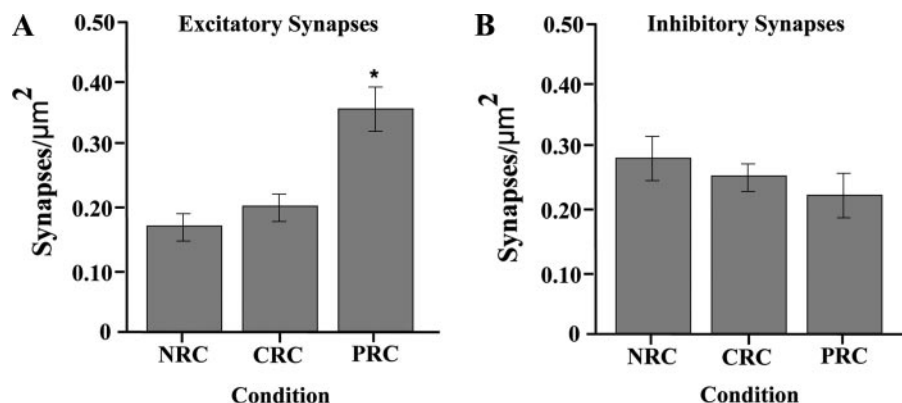 A
Excitatory Synapses
0.50
0.40
0.30
0.20
0.10
0
Synapses/µm²
*
NRC CRC PRC
Condition
B
Inhibitory Synapses
0.50
0.40
0.30
0.20
0.10
0
Synapses/µm²
NRC CRC PRC
Condition